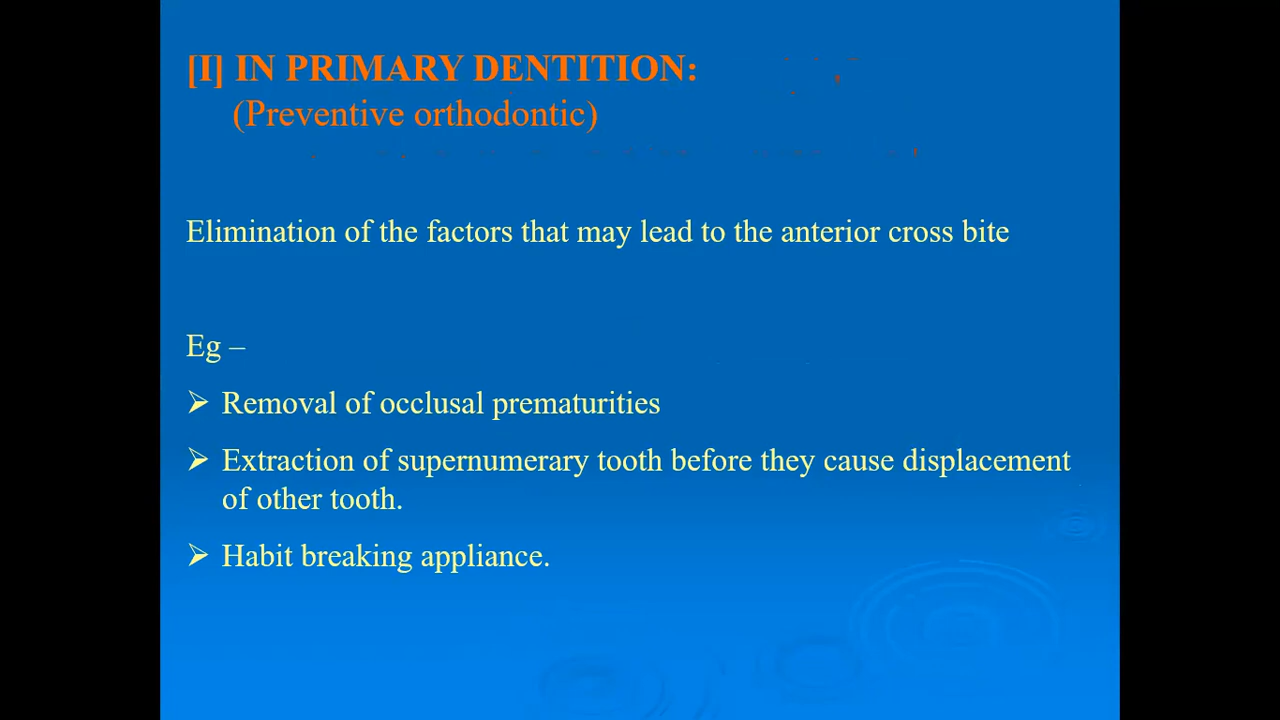 [I] IN PRIMARY DENTITION:
(Preventive orthodontic)
Elimination of the factors that may lead to the anterior cross bite
Eg –
➢ Removal of occlusal prematurities
➢ Extraction of supernumerary tooth before they cause displacement
of other tooth.
➢ Habit breaking appliance.